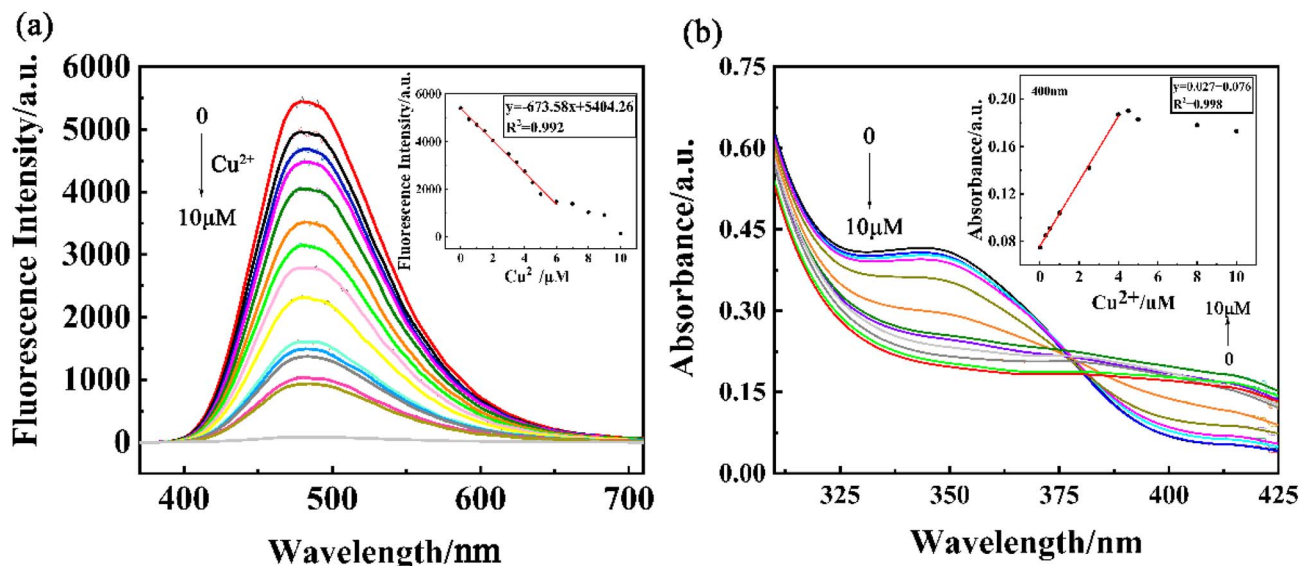 (a)
Fluorescence Intensity/a.u.
6000
5000
4000
3000
2000
1000
0
0
Cu²⁺
10μM
Fluorescence Intensity/a.u.
6000
4000
2000
0
y=-673.58x+5404.26
R²=0.992
0 2 4 6 8 10
Cu² /μM
400 500 600 700
Wavelength/nm
(b)
Absorbance/a.u.
0.75
0.60
0.45
0.30
0.15
0.00
0
10μM
Absorbance/a.u.
0.20
0.16
0.12
0.08
400nm
y=0.027−0.076
R²=0.998
0 2 4 6 8 10
Cu²⁺/uM
10μM
0
325 350 375 400 425
Wavelength/nm